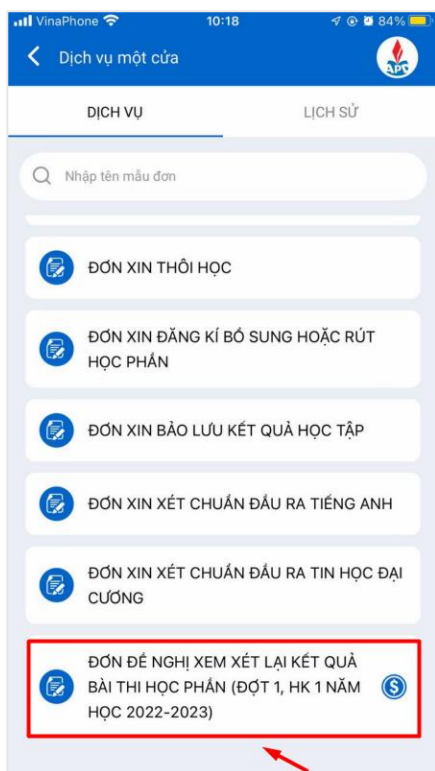 VinaPhone 10:18 84%
Dịch vụ một cửa
APC
DỊCH VỤ LỊCH SỬ
Nhập tên mẫu đơn
ĐƠN XIN THÔI HỌC
ĐƠN XIN ĐĂNG KÍ BỔ SUNG HOẶC RÚT
HỌC PHẦN
ĐƠN XIN BẢO LƯU KẾT QUẢ HỌC TẬP
ĐƠN XIN XÉT CHUẨN ĐẦU RA TIẾNG ANH
ĐƠN XIN XÉT CHUẨN ĐẦU RA TIN HỌC ĐẠI
CƯƠNG
ĐƠN ĐỀ NGHỊ XEM XÉT LẠI KẾT QUẢ
BÀI THI HỌC PHẦN (ĐỢT 1, HK 1 NĂM
HỌC 2022-2023)